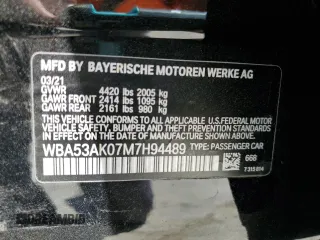 MFD BY BAYERISCHE MOTOREN WERKE AG
03/21
GVWR 4420 lbs 2005 kg
GAWR FRONT 2414 lbs 1095 kg
GAWR REAR 2161 lbs 980 kg
THIS VEHICLE CONFORMS TO ALL APPLICABLE
U.S. FEDERAL MOTOR VEHICLE SAFETY, BUMPER,
AND THEFT PREVENTION STANDARDS IN EFFECT
ON THE DATE OF MANUFACTURE SHOWN ABOVE.
WBA53AK07M7H94489 TYPE: PASSENGER CAR
668